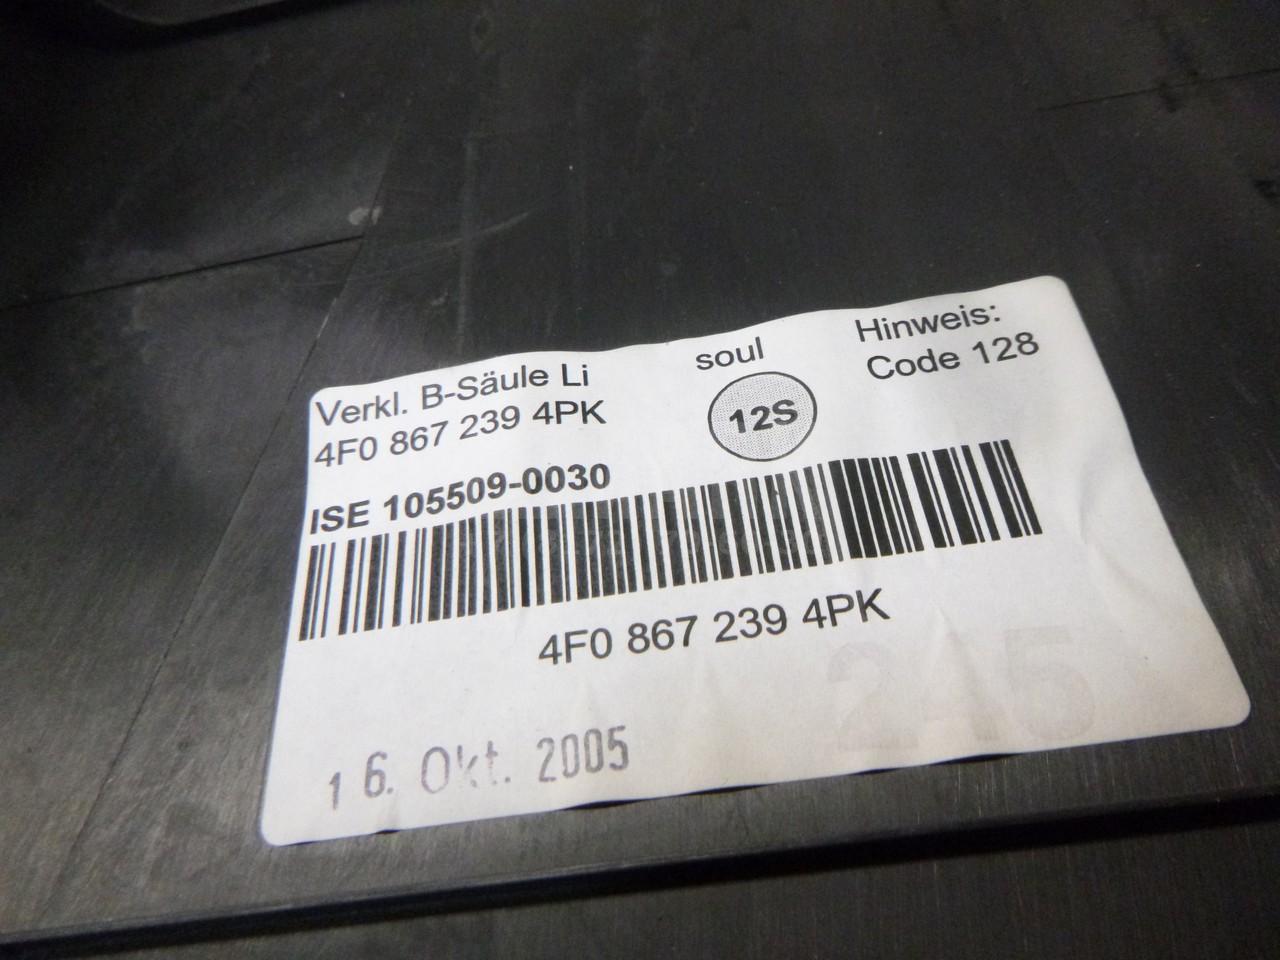 Verkl. B-Säule Li
4F0 867 239 4PK
soul
12S
Hinweis:
Code 128
ISE 105509-0030
4F0 867 239 4PK
245
16. Okt. 2005